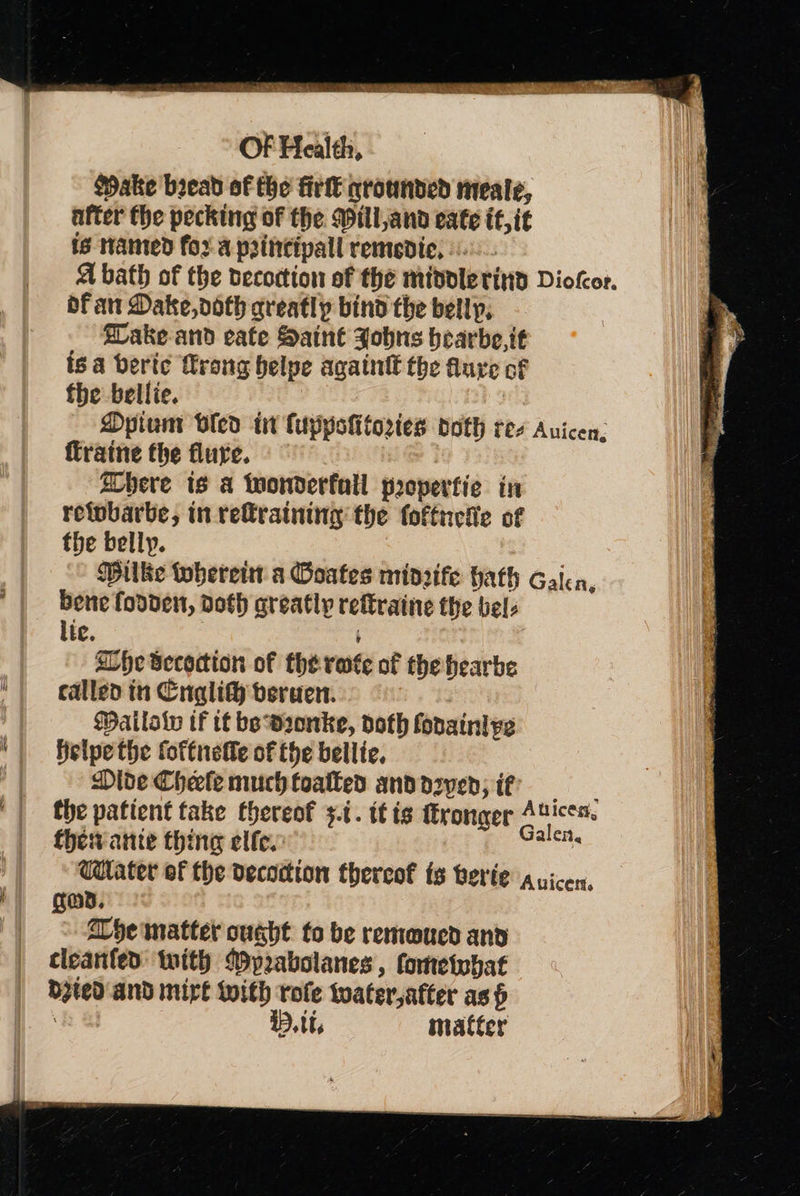 Of Health,
Make bread of the first grounded meale,
after the pecking of the Mill, and eate it, it
is named for a principall remedie.
A bath of the decoction of the middle rind Dioscor.
of an Oake, doth greatly bind the belly.
Take and eate Saint Johns hearbe, it
is a verie strong helpe against the fluxe of
the bellie.
Opium vsed in suppositories doth re- Auicen.
straine the fluxe.
There is a wonderfull propertie in
rewbarbe, in restraining the softnesse of
the belly.
Milke wherein a Goates midrife hath Galen.
bene sodden, doth greatly restraine the bel-
lie.
The decoction of the roote of the hearbe
called in English veruen.
Mallow if it be dronke, doth sodainlye
helpe the softnesse of the bellie.
Olde Cheese much toasted and dryed, if
the patient take thereof ʒ.i. it is stronger Auicen.
then anie thing else. Galen.
Water of the decoction thereof is verie Auicen.
good.
The matter ought to be remoued and
cleansed with Myrabolanes, somewhat
dried and mixt with rose water, after as yͤ
H.ii. matter